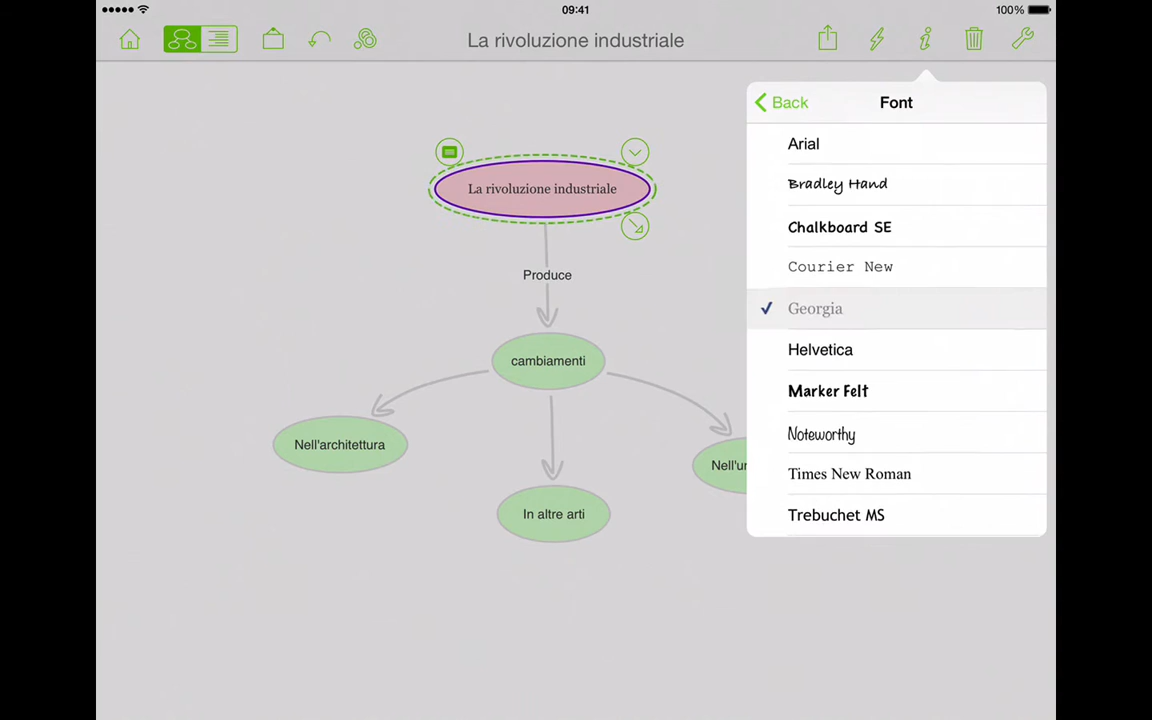 09:41
100%
La rivoluzione industriale
Back
Font
Arial
Bradley Hand
Chalkboard SE
Courier New
Georgia
Helvetica
Marker Felt
Noteworthy
Times New Roman
Trebuchet MS
La rivoluzione industriale
Produce
cambiamenti
Nell'architettura
Nell'ur
In altre arti